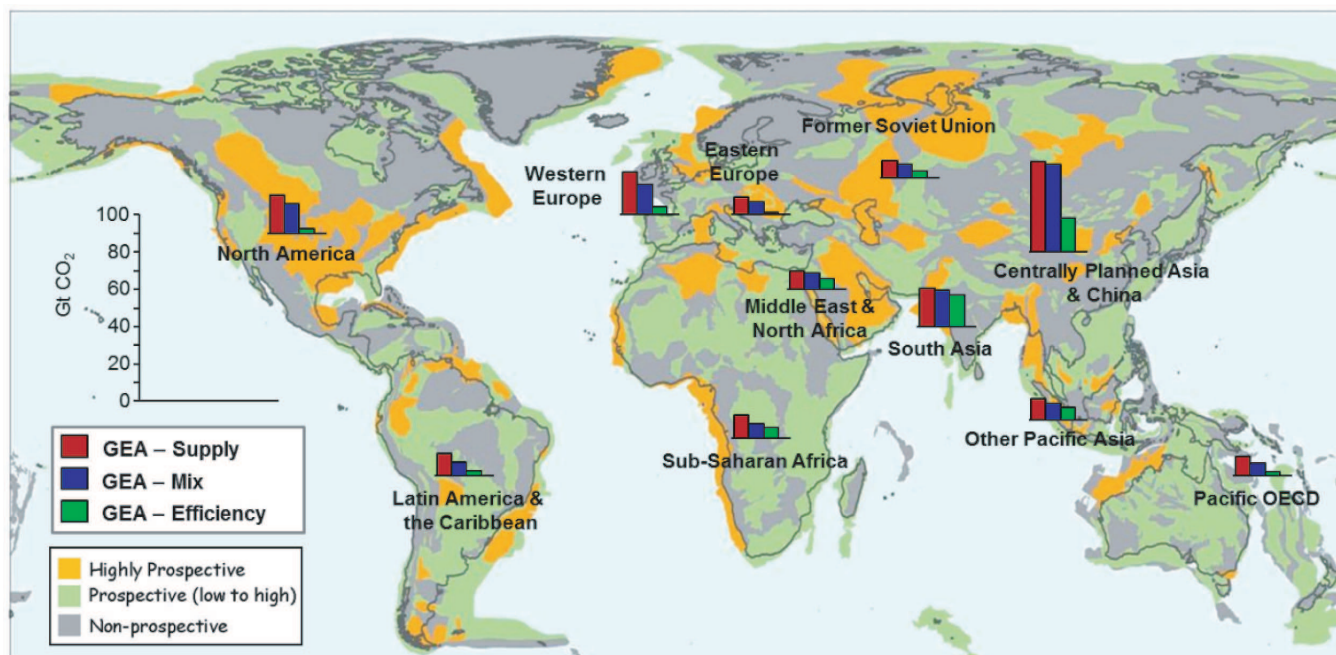 Former Soviet Union
Eastern
Europe
Western
Europe
North America
Centrally Planned Asia
& China
Middle East &
North Africa
South Asia
Other Pacific Asia
Sub-Saharan Africa
Pacific OECD
Latin America &
the Caribbean
Gt CO₂
100
80
60
40
20
0
GEA – Supply
GEA – Mix
GEA – Efficiency
Highly Prospective
Prospective (low to high)
Non-prospective